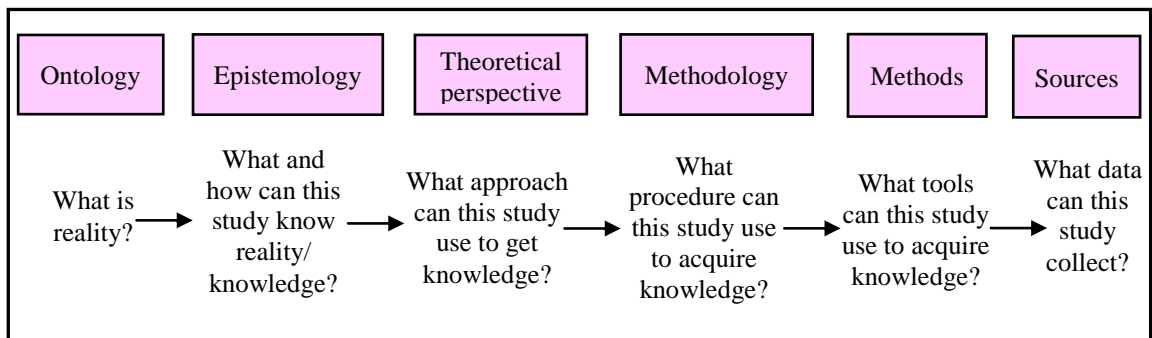 Ontology
Epistemology
Theoretical
perspective
Methodology
Methods
Sources
What is
reality?
What and
how can this
study know
reality/
knowledge?
What approach
can this study
use to get
knowledge?
What
procedure can
this study use
to acquire
knowledge?
What tools
can this study
use to acquire
knowledge?
What data
can this
study
collect?